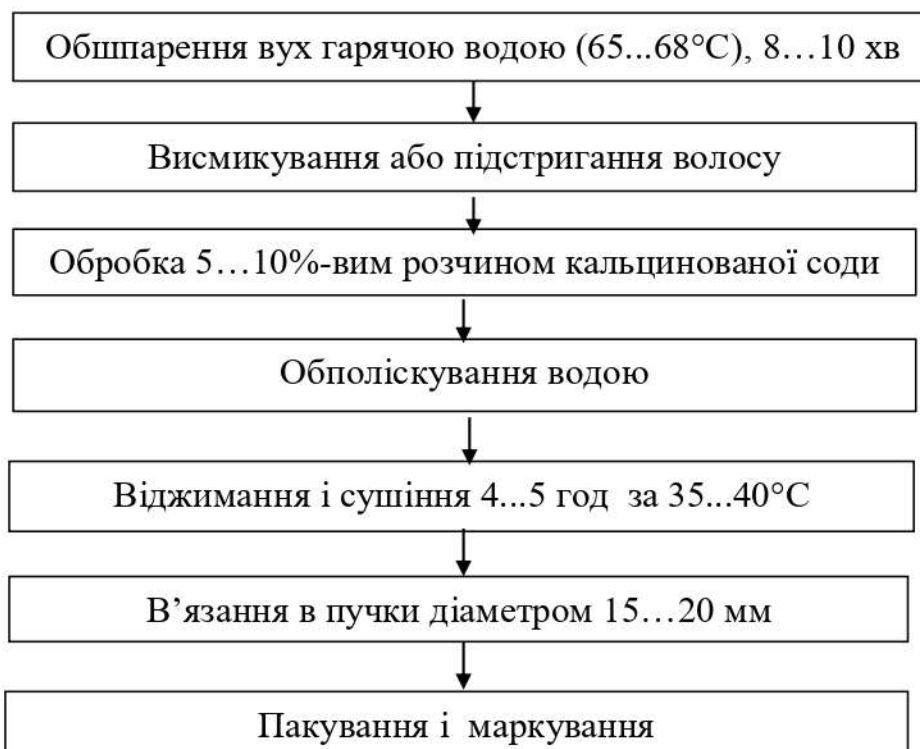 Обшпарення вух гарячою водою (65...68°С), 8…10 хв
Висмикування або підстригання волосу
Обробка 5…10%-вим розчином кальцинованої соди
Обполіскування водою
Віджимання і сушіння 4...5 год за 35...40°С
В’язання в пучки діаметром 15…20 мм
Пакування і маркування